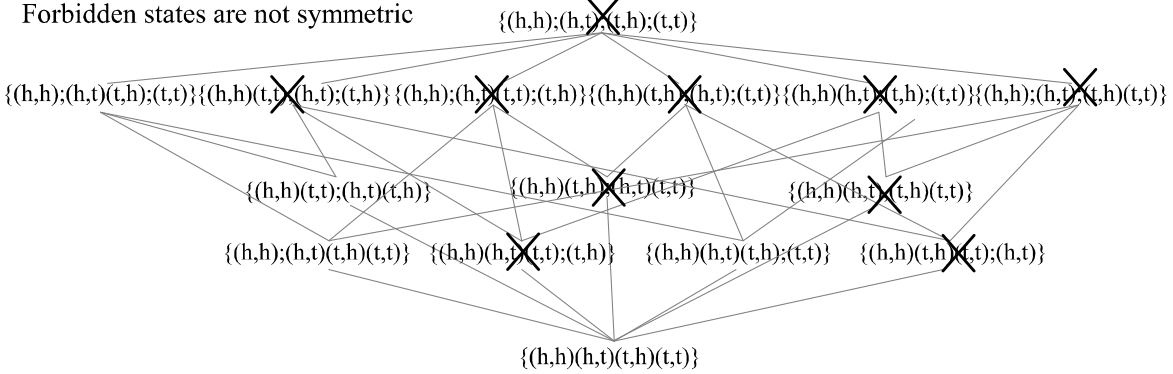 Forbidden states are not symmetric
{(h,h);(h,t);(t,h);(t,t)}
{(h,h);(h,t)(t,h);(t,t)}{(h,h)(t,t);(h,t);(t,h)}{(h,h);(h,t)(t,t);(t,h)}{(h,h)(t,h);(h,t);(t,t)}{(h,h)(h,t);(t,h);(t,t)}{(h,h);(h,t);(t,h)(t,t)}
{(h,h)(t,t);(h,t)(t,h)} {(h,h)(t,h);(h,t)(t,t)} {(h,h)(h,t);(t,h)(t,t)}
{(h,h);(h,t)(t,h)(t,t)} {(h,h)(h,t)(t,t);(t,h)} {(h,h)(h,t)(t,h);(t,t)} {(h,h)(t,h)(t,t);(h,t)}
{(h,h)(h,t)(t,h)(t,t)}